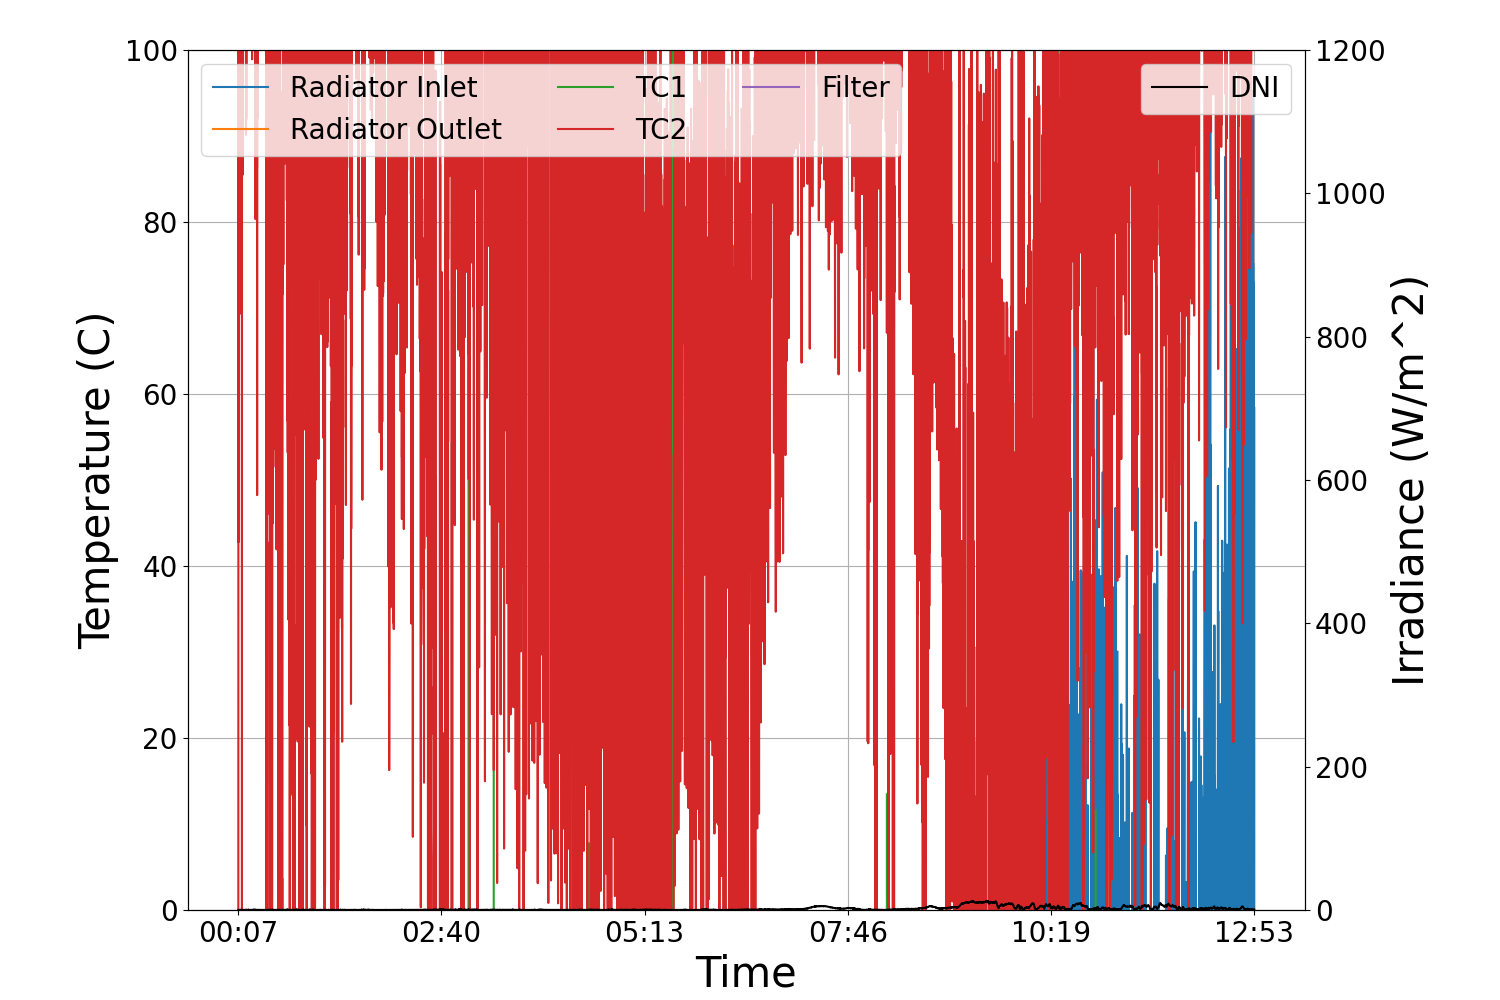 100
80
60
40
20
0
Temperature (C)
Radiator Inlet
Radiator Outlet
TC1
TC2
Filter
DNI
1200
1000
800
600
400
200
0
Irradiance (W/m^2)
00:07
02:40
05:13
07:46
10:19
12:53
Time